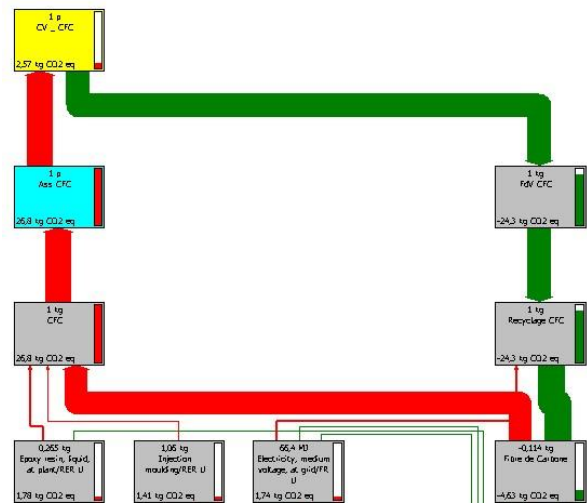 1 p
CV _ CFC
2,57 kg CO2 eq
1 p
Ass CFC
26,8 kg CO2 eq
1 kg
FdV CFC
-24,3 kg CO2 eq
1 kg
CFC
26,8 kg CO2 eq
1 kg
Recyclage CFC
-24,3 kg CO2 eq
0,265 kg
Epoxy resin, liquid,
at plant/RER U
1,78 kg CO2 eq
1,06 kg
Injection
moulding/RER U
1,41 kg CO2 eq
66,4 MJ
Electricity, medium
voltage, at grid/FR
U
1,74 kg CO2 eq
-0,114 kg
Fibre de Carbone
-4,63 kg CO2 eq